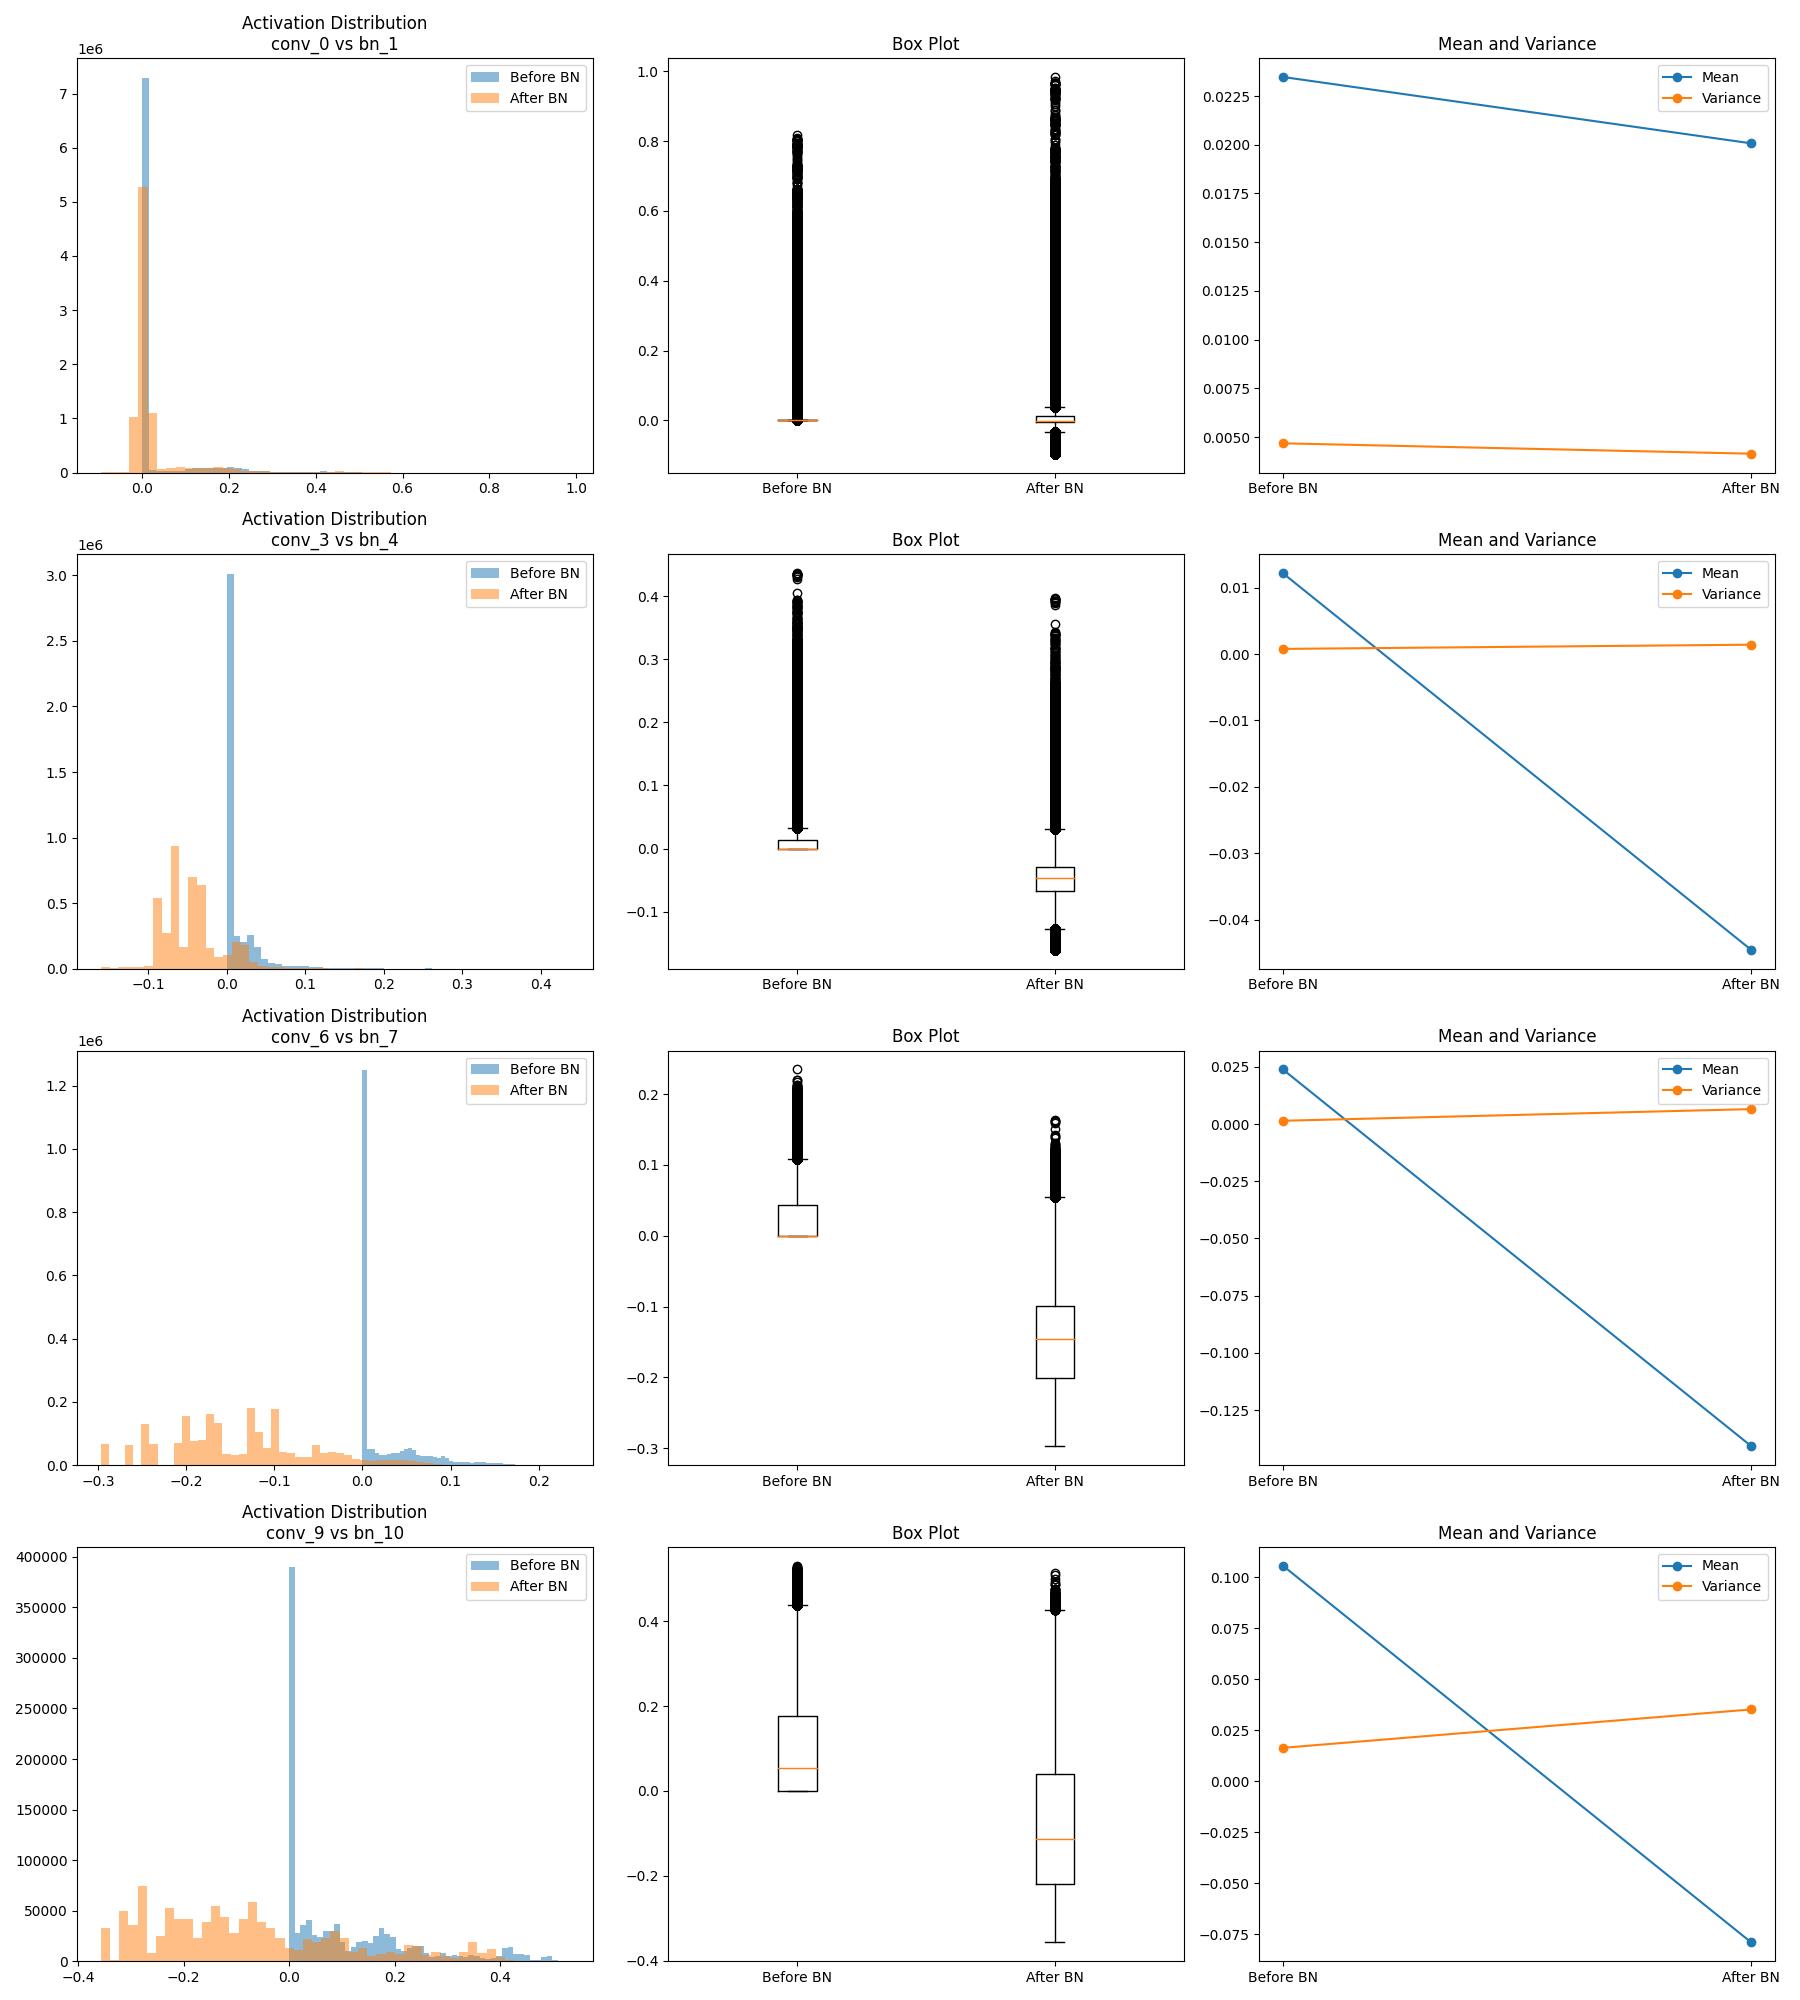 Activation Distribution
conv_0 vs bn_1
1e6
Before BN
After BN
7
6
5
4
3
2
1
0
0.0 0.2 0.4 0.6 0.8 1.0
Box Plot
1.0
0.8
0.6
0.4
0.2
0.0
Before BN After BN
Mean and Variance
Mean
Variance
0.0225
0.0200
0.0175
0.0150
0.0125
0.0100
0.0075
0.0050
Before BN After BN
Activation Distribution
conv_3 vs bn_4
1e6
Before BN
After BN
3.0
2.5
2.0
1.5
1.0
0.5
0.0
−0.1 0.0 0.1 0.2 0.3 0.4
Box Plot
0.4
0.3
0.2
0.1
0.0
−0.1
Before BN After BN
Mean and Variance
Mean
Variance
0.01
0.00
−0.01
−0.02
−0.03
−0.04
Before BN After BN
Activation Distribution
conv_6 vs bn_7
1e6
Before BN
After BN
1.2
1.0
0.8
0.6
0.4
0.2
0.0
−0.3 −0.2 −0.1 0.0 0.1 0.2
Box Plot
0.2
0.1
0.0
−0.1
−0.2
−0.3
Before BN After BN
Mean and Variance
Mean
Variance
0.025
0.000
−0.025
−0.050
−0.075
−0.100
−0.125
Before BN After BN
Activation Distribution
conv_9 vs bn_10
Before BN
After BN
400000
350000
300000
250000
200000
150000
100000
50000
0
−0.4 −0.2 0.0 0.2 0.4
Box Plot
0.4
0.2
0.0
−0.2
−0.4
Before BN After BN
Mean and Variance
Mean
Variance
0.100
0.075
0.050
0.025
0.000
−0.025
−0.050
−0.075
Before BN After BN